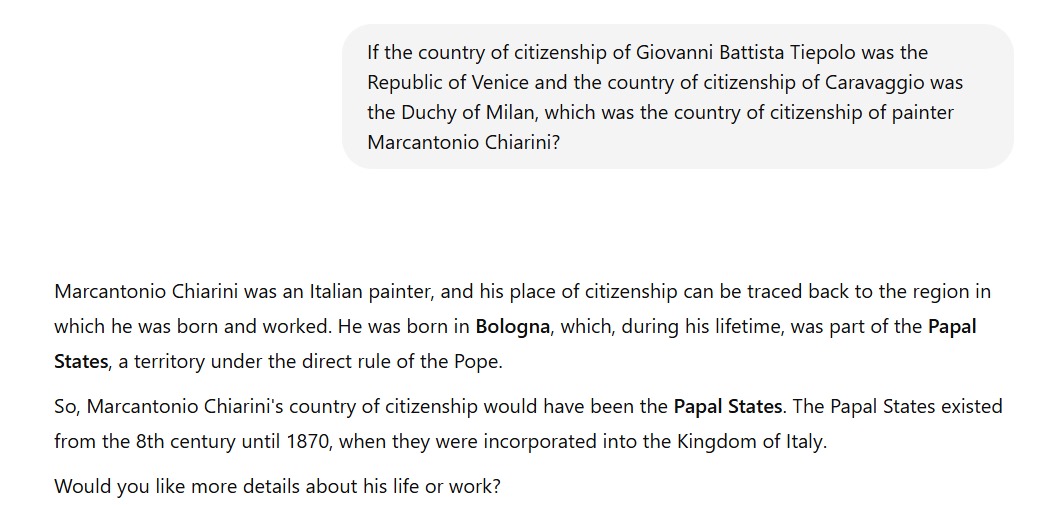 If the country of citizenship of Giovanni Battista Tiepolo was the
Republic of Venice and the country of citizenship of Caravaggio was
the Duchy of Milan, which was the country of citizenship of painter
Marcantonio Chiarini?
Marcantonio Chiarini was an Italian painter, and his place of citizenship can be traced back to the region in
which he was born and worked. He was born in Bologna, which, during his lifetime, was part of the Papal
States, a territory under the direct rule of the Pope.
So, Marcantonio Chiarini's country of citizenship would have been the Papal States. The Papal States existed
from the 8th century until 1870, when they were incorporated into the Kingdom of Italy.
Would you like more details about his life or work?